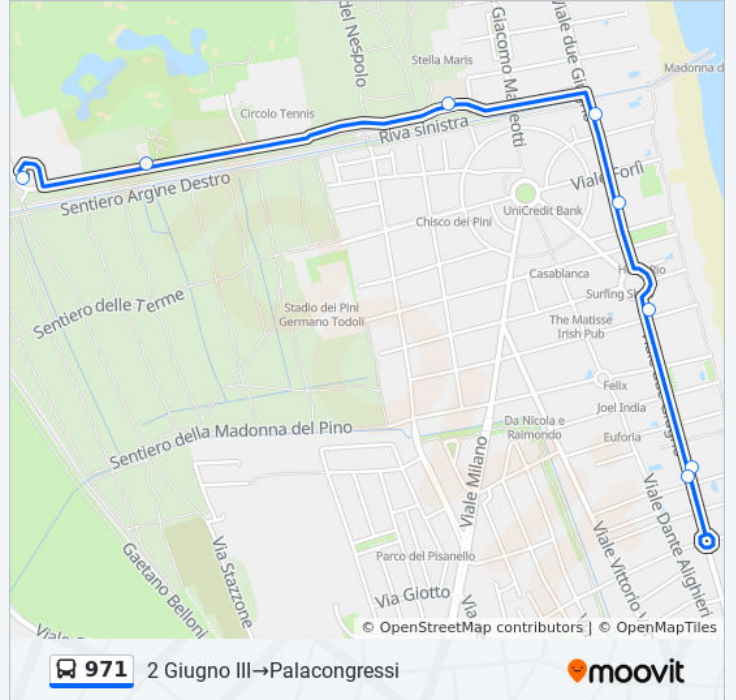 del Nespolo
Giacomo Matteotti
Viale due Giugno
Stella Maris
Madonna d
Circolo Tennis
Riva sinistra
Sentiero Argine Destro
Viale Forlì
UniCredit Bank
Chisco dei Pini
Casablanca
Surfing
Sentiero delle Terme
Stadio dei Pini
Germano Todoli
The Matisse
Irish Pub
Felix
Joel India
Euforia
Da Nicola e
Raimondo
Sentiero della Madonna del Pino
Viale Milano
Viale Dante Alighieri
Viale Vittorio
Gaetano Belloni
Via Stazzone
Parco del Pisanello
Via Giotto
© OpenStreetMap contributors | © OpenMapTiles
971 2 Giugno III→Palacongressi
moovit